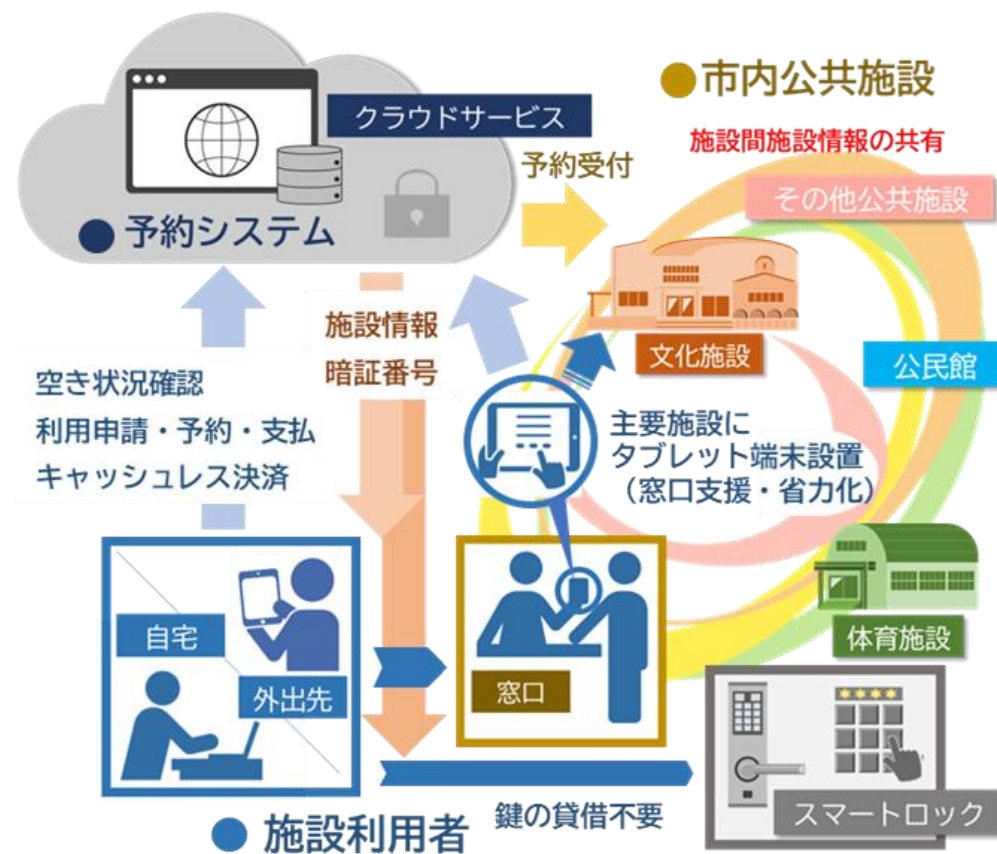 ●市内公共施設
クラウドサービス
施設間施設情報の共有
予約受付
その他公共施設
●予約システム
施設情報
暗証番号
文化施設
公民館
空き状況確認
利用申請・予約・支払
キャッシュレス決済
主要施設に
タブレット端末設置
（窓口支援・省力化）
自宅
外出先
窓口
体育施設
****
スマートロック
鍵の貸借不要
●施設利用者